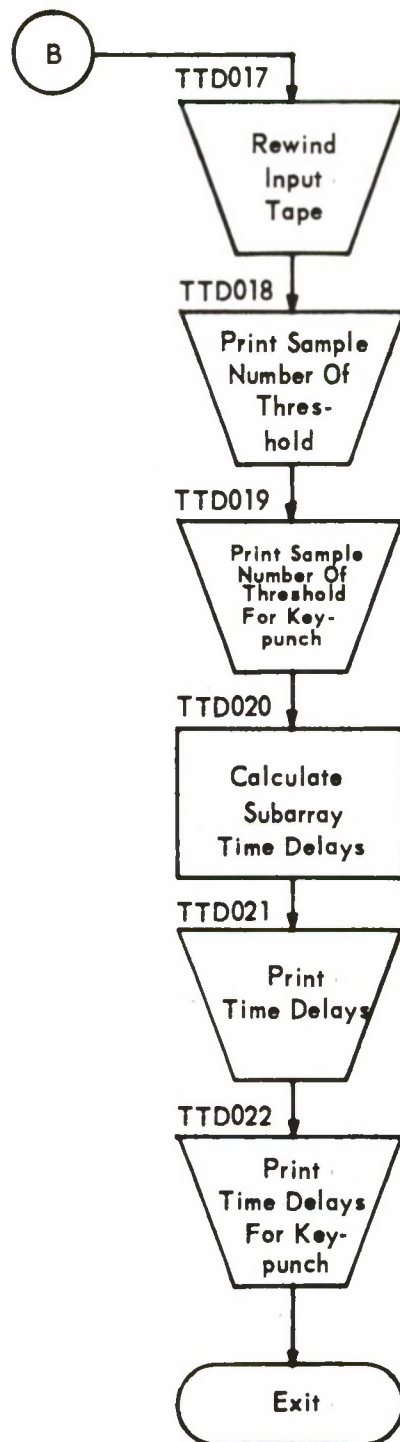 B
TTD017
Rewind
Input
Tape
TTD018
Print Sample
Number Of
Thres-
hold
TTD019
Print Sample
Number Of
Threshold
For Key-
punch
TTD020
Calculate
Subarray
Time Delays
TTD021
Print
Time Delays
TTD022
Print
Time Delays
For Key-
punch
Exit